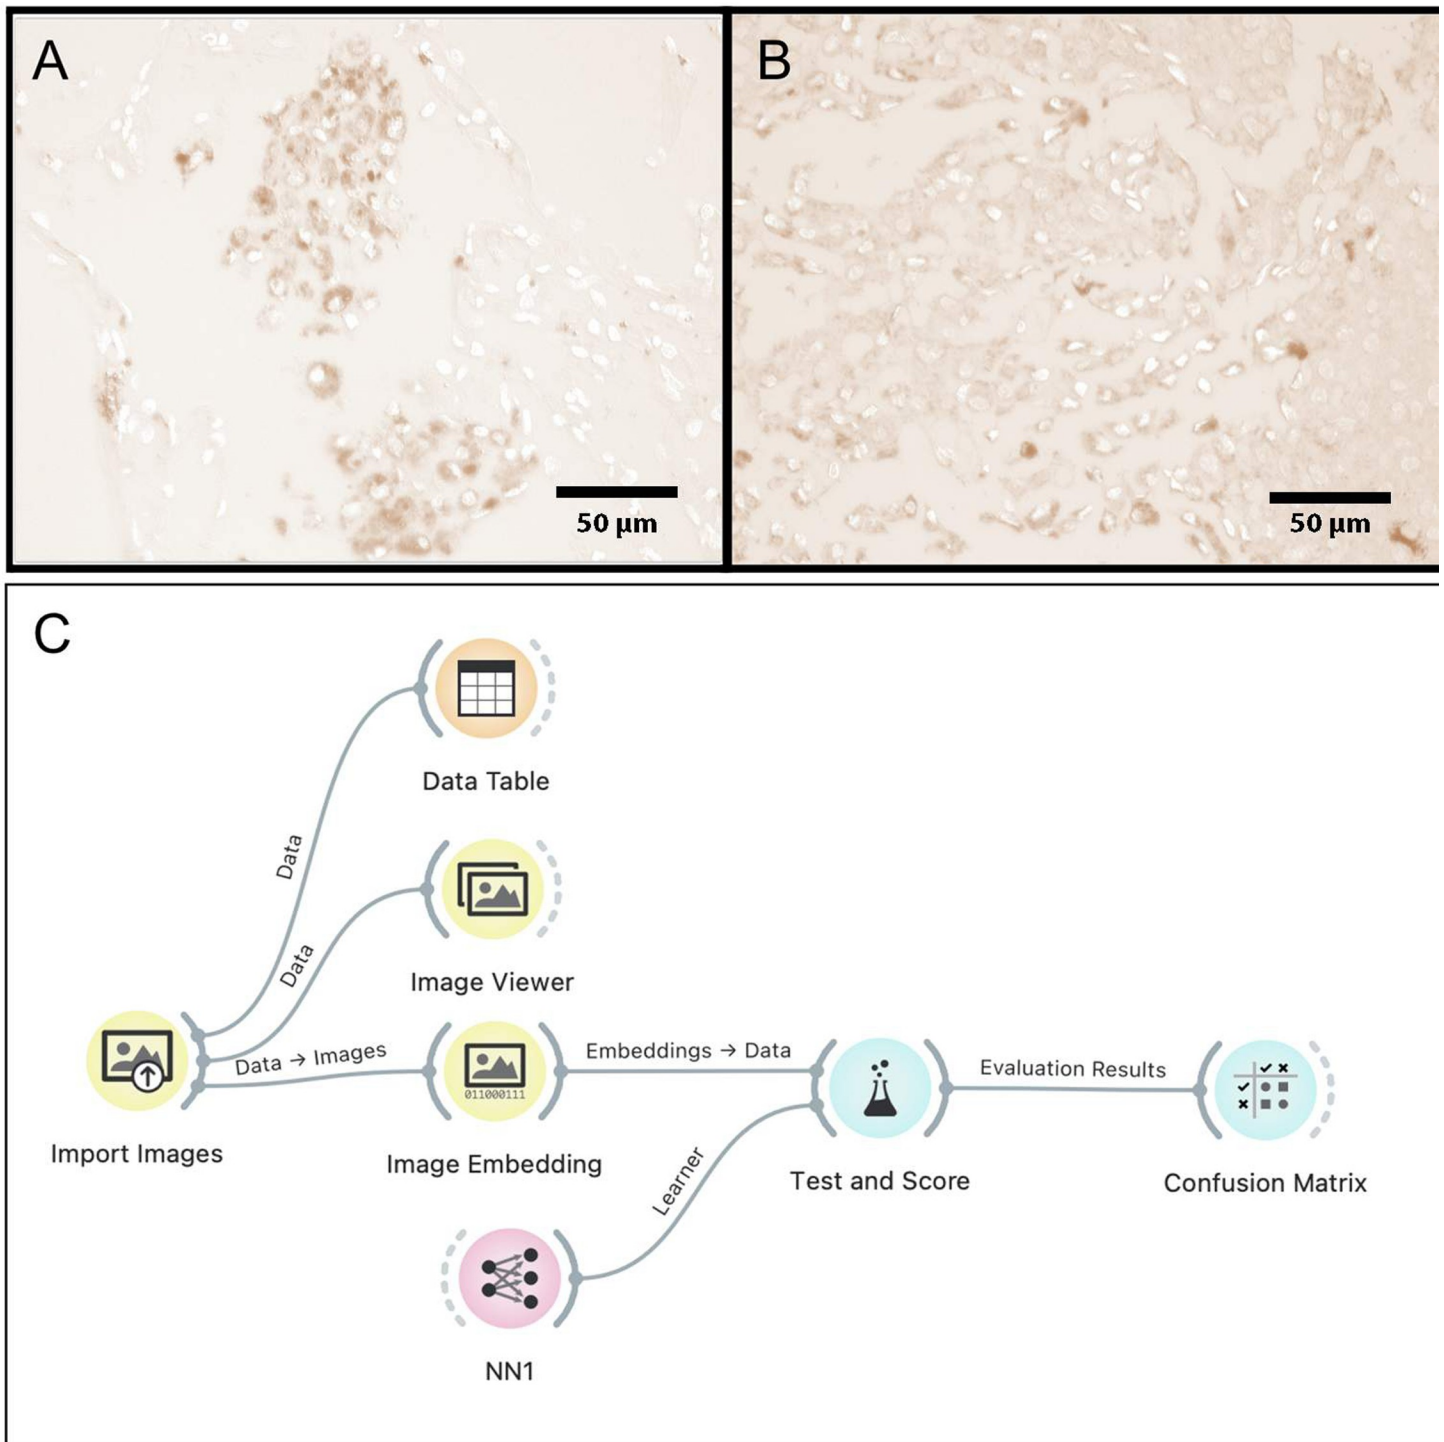 A
B
50 µm
50 µm
C
Data Table
Data
Image Viewer
Data
Data → Images
Embeddings → Data
Evaluation Results
011000111
Import Images
Image Embedding
Test and Score
Confusion Matrix
Learner
NN1